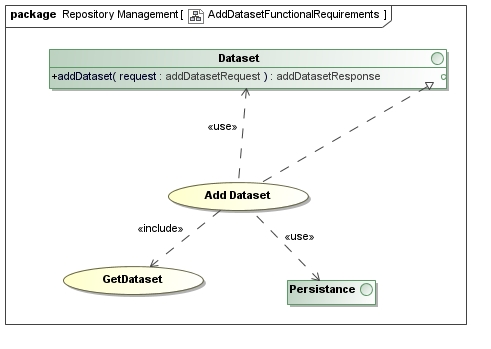 package Repository Management[ AddDatasetFunctionalRequirements ]
Dataset
+addDataset( request : addDatasetRequest ) : addDatasetResponse
«use»
Add Dataset
«include»
«use»
GetDataset
Persistance